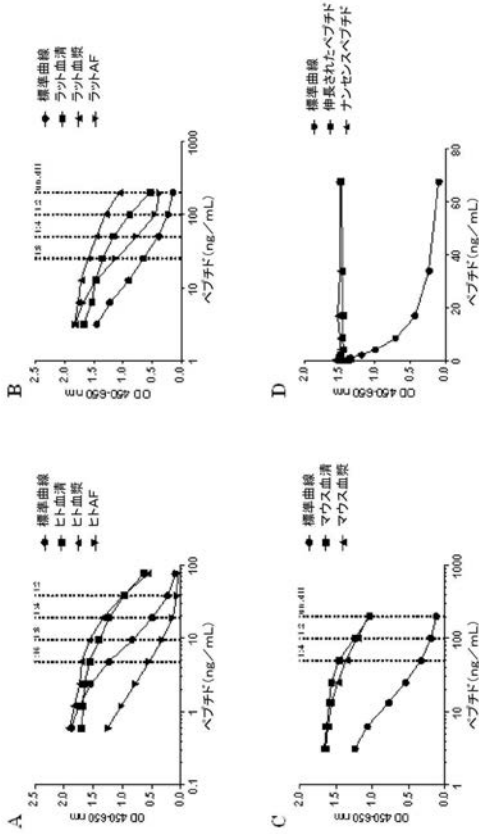 A
OD 450-650 nm
2.5
2.0
1.5
1.0
0.5
0.0
0.1
1
10
100
ペプチド(ng/mL)
1:16
1:8
1:4
1:2
標準曲線
ヒト血清
ヒト血漿
ヒトAF
B
OD 450-650 nm
2.5
2.0
1.5
1.0
0.5
0.0
1
10
100
1000
ペプチド(ng/mL)
1:8
1:4
1:2
標準曲線
ラット血清
ラット血漿
ラットAF
C
OD 450-650 nm
2.5
2.0
1.5
1.0
0.5
0.0
1
10
100
1000
ペプチド(ng/mL)
1:4
1:2
標準曲線
マウス血清
マウス血漿
D
OD 450-650 nm
2.0
1.5
1.0
0.5
0.0
0
20
40
60
80
ペプチド(ng/mL)
標準曲線
伸長されたペプチド
ナンセンスペプチド